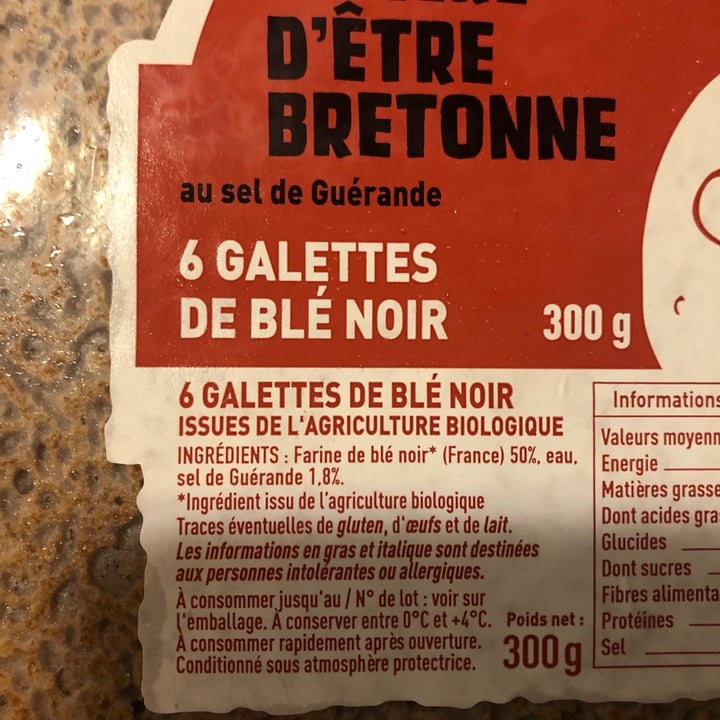 D'ÊTRE
BRETONNE
au sel de Guérande
6 GALETTES
DE BLÉ NOIR
300 g
6 GALETTES DE BLÉ NOIR
ISSUES DE L'AGRICULTURE BIOLOGIQUE
INGRÉDIENTS : Farine de blé noir* (France) 50%, eau,
sel de Guérande 1,8%.
*Ingrédient issu de l'agriculture biologique
Traces éventuelles de gluten, d'œufs et de lait.
Les informations en gras et italique sont destinées
aux personnes intolérantes ou allergiques.
À consommer jusqu'au / N° de lot : voir sur
l'emballage. À conserver entre 0°C et +4°C.
À consommer rapidement après ouverture.
Conditionné sous atmosphère protectrice.
Poids net :
300 g
Informations
Valeurs moyenn
Energie
Matières grasse
Dont acides gra
Glucides
Dont sucres
Fibres alimenta
Protéines
Sel